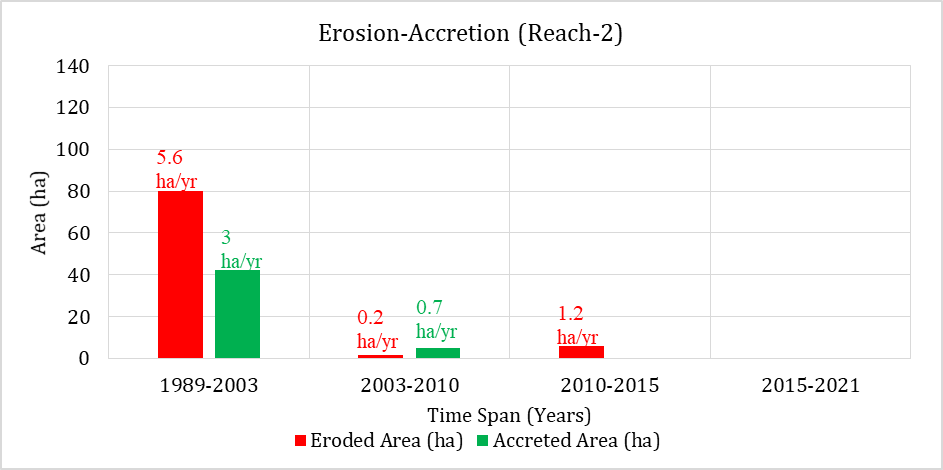 Erosion-Accretion (Reach-2)
140
120
100
80
60
40
20
0
Area (ha)
5.6
ha/yr
3
ha/yr
0.2
ha/yr
0.7
ha/yr
1.2
ha/yr
1989-2003
2003-2010
2010-2015
2015-2021
Time Span (Years)
Eroded Area (ha)
Accreted Area (ha)